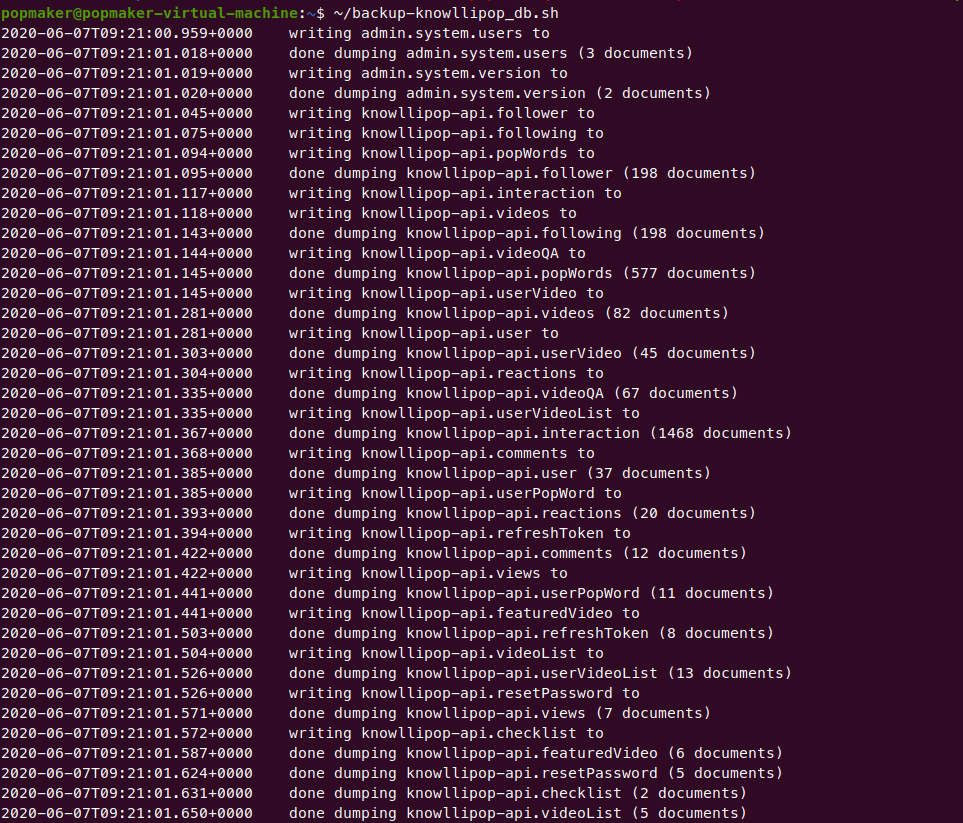 popmaker@popmaker-virtual-machine:~$ ~/backup-knowllipop_db.sh
2020-06-07T09:21:00.959+0000    writing admin.system.users to
2020-06-07T09:21:01.018+0000    done dumping admin.system.users (3 documents)
2020-06-07T09:21:01.019+0000    writing admin.system.version to
2020-06-07T09:21:01.020+0000    done dumping admin.system.version (2 documents)
2020-06-07T09:21:01.045+0000    writing knowllipop-api.follower to
2020-06-07T09:21:01.075+0000    writing knowllipop-api.following to
2020-06-07T09:21:01.094+0000    writing knowllipop-api.popWords to
2020-06-07T09:21:01.095+0000    done dumping knowllipop-api.follower (198 documents)
2020-06-07T09:21:01.117+0000    writing knowllipop-api.interaction to
2020-06-07T09:21:01.118+0000    writing knowllipop-api.videos to
2020-06-07T09:21:01.143+0000    done dumping knowllipop-api.following (198 documents)
2020-06-07T09:21:01.144+0000    writing knowllipop-api.videoQA to
2020-06-07T09:21:01.145+0000    done dumping knowllipop-api.popWords (577 documents)
2020-06-07T09:21:01.145+0000    writing knowllipop-api.userVideo to
2020-06-07T09:21:01.281+0000    done dumping knowllipop-api.videos (82 documents)
2020-06-07T09:21:01.281+0000    writing knowllipop-api.user to
2020-06-07T09:21:01.303+0000    done dumping knowllipop-api.userVideo (45 documents)
2020-06-07T09:21:01.304+0000    writing knowllipop-api.reactions to
2020-06-07T09:21:01.335+0000    done dumping knowllipop-api.videoQA (67 documents)
2020-06-07T09:21:01.335+0000    writing knowllipop-api.userVideoList to
2020-06-07T09:21:01.367+0000    done dumping knowllipop-api.interaction (1468 documents)
2020-06-07T09:21:01.368+0000    writing knowllipop-api.comments to
2020-06-07T09:21:01.385+0000    done dumping knowllipop-api.user (37 documents)
2020-06-07T09:21:01.385+0000    writing knowllipop-api.userPopWord to
2020-06-07T09:21:01.393+0000    done dumping knowllipop-api.reactions (20 documents)
2020-06-07T09:21:01.394+0000    writing knowllipop-api.refreshToken to
2020-06-07T09:21:01.422+0000    done dumping knowllipop-api.comments (12 documents)
2020-06-07T09:21:01.422+0000    writing knowllipop-api.views to
2020-06-07T09:21:01.441+0000    done dumping knowllipop-api.userPopWord (11 documents)
2020-06-07T09:21:01.441+0000    writing knowllipop-api.featuredVideo to
2020-06-07T09:21:01.503+0000    done dumping knowllipop-api.refreshToken (8 documents)
2020-06-07T09:21:01.504+0000    writing knowllipop-api.videoList to
2020-06-07T09:21:01.526+0000    done dumping knowllipop-api.userVideoList (13 documents)
2020-06-07T09:21:01.526+0000    writing knowllipop-api.resetPassword to
2020-06-07T09:21:01.571+0000    done dumping knowllipop-api.views (7 documents)
2020-06-07T09:21:01.572+0000    writing knowllipop-api.checklist to
2020-06-07T09:21:01.587+0000    done dumping knowllipop-api.featuredVideo (6 documents)
2020-06-07T09:21:01.624+0000    done dumping knowllipop-api.resetPassword (5 documents)
2020-06-07T09:21:01.631+0000    done dumping knowllipop-api.checklist (2 documents)
2020-06-07T09:21:01.650+0000    done dumping knowllipop-api.videoList (5 documents)